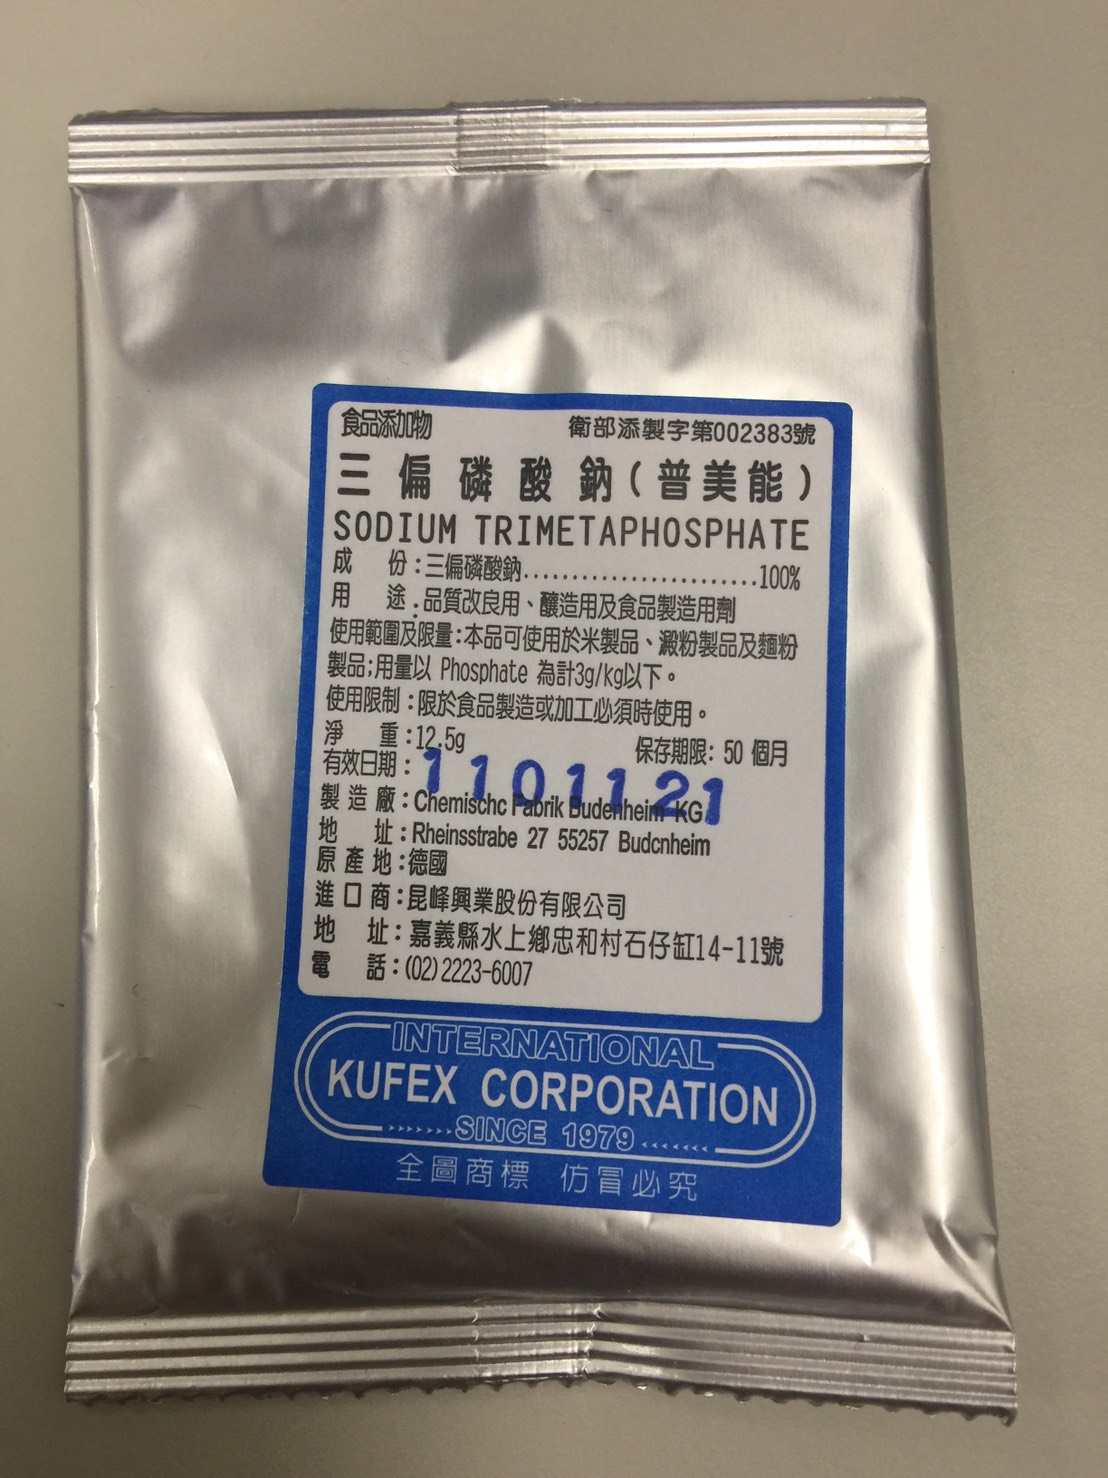 食品添加物 衛部添製字第002383號
三偏磷酸鈉(普美能)
SODIUM TRIMETAPHOSPHATE
成 份:三偏磷酸鈉........................100%
用 途:品質改良用、釀造用及食品製造用劑
使用範圍及限量:本品可使用於米製品、澱粉製品及麵粉
製品;用量以 Phosphate 為計3g/kg以下。
使用限制:限於食品製造或加工必須時使用。
淨 重:12.5g 保存期限: 50 個月
有效日期:1101121
製造廠:Chemischc Fabrik Budenheim KG
地 址:Rheinsstrabe 27 55257 Budcnheim
原產地:德國
進口商:昆峰興業股份有限公司
地 址:嘉義縣水上鄉忠和村石仔缸14-11號
電 話:(02)2223-6007
INTERNATIONAL
KUFEX CORPORATION
SINCE 1979
全圖商標 仿冒必究